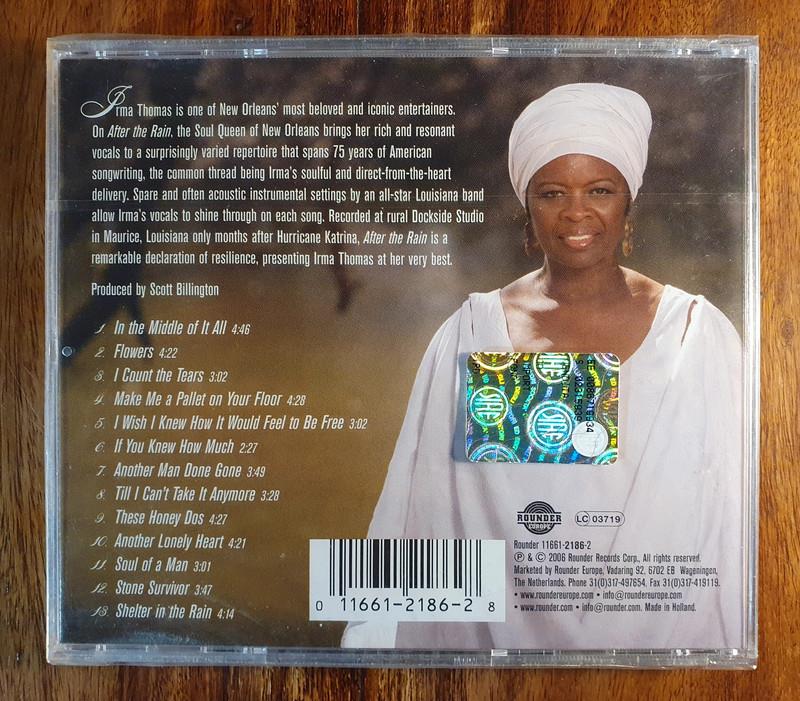 Irma Thomas is one of New Orleans' most beloved and iconic entertainers.
On After the Rain, the Soul Queen of New Orleans brings her rich and resonant
vocals to a surprisingly varied repertoire that spans 75 years of American
songwriting, the common thread being Irma's soulful and direct-from-the-heart
delivery. Spare and often acoustic instrumental settings by an all-star Louisiana band
allow Irma's vocals to shine through on each song. Recorded at rural Dockside Studio
in Maurice, Louisiana only months after Hurricane Katrina, After the Rain is a
remarkable declaration of resilience, presenting Irma Thomas at her very best.
Produced by Scott Billington
1. In the Middle of It All 4:46
2. Flowers 4:22
3. I Count the Tears 3:02
4. Make Me a Pallet on Your Floor 4:28
5. I Wish I Knew How It Would Feel to Be Free 3:02
6. If You Knew How Much 2:27
7. Another Man Done Gone 3:49
8. Till I Can't Take It Anymore 3:28
9. These Honey Dos 4:27
10. Another Lonely Heart 4:21
11. Soul of a Man 3:01
12. Stone Survivor 3:47
13. Shelter in the Rain 4:14
SIAE
0 11661-2186-2 8
ROUNDER
EUROPE
LC 03719
Rounder 11661-2186-2
℗ & © 2006 Rounder Records Corp., All rights reserved.
Marketed by Rounder Europe, Vadaring 92, 6702 EB Wageningen,
The Netherlands. Phone 31(0)317-497654, Fax 31(0)317-419119.
• www.roundereurope.com • info@roundereurope.com
• www.rounder.com • info@rounder.com. Made in Holland.